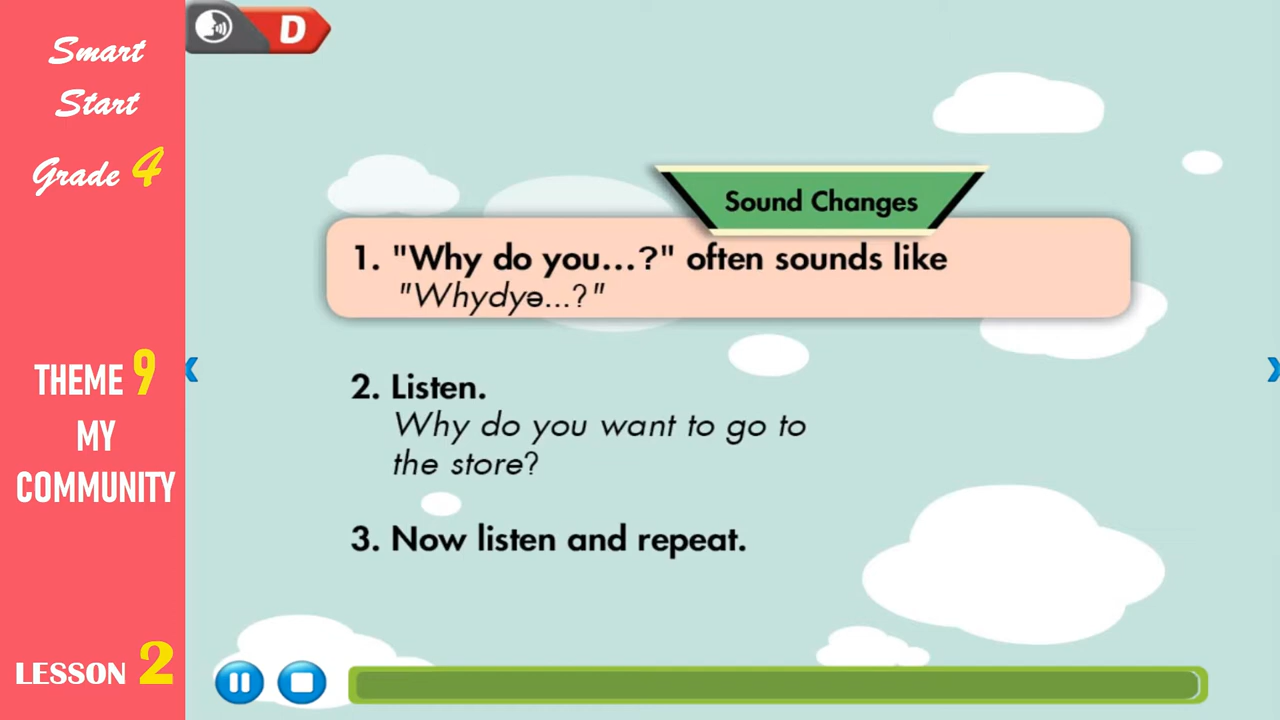 Smart
Start
Grade 4
THEME 9
MY
COMMUNITY
LESSON 2
D
Sound Changes
1. "Why do you...?" often sounds like
"Whydyə...?"
2. Listen.
Why do you want to go to
the store?
3. Now listen and repeat.